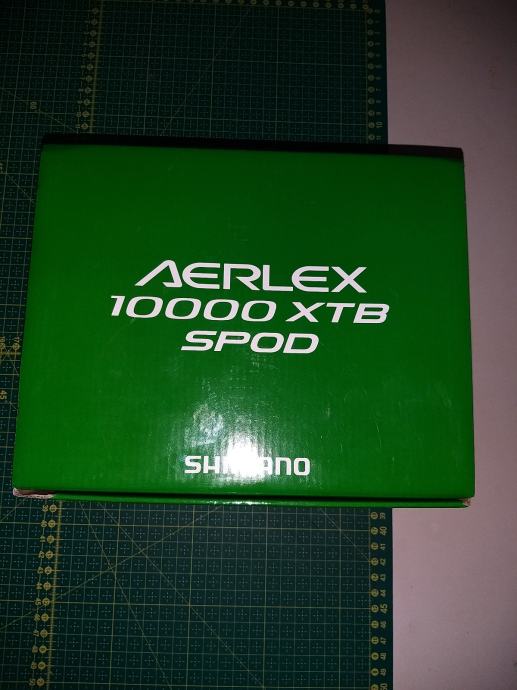 AERLEX
10000 XTB
SPOD
SHIMANO